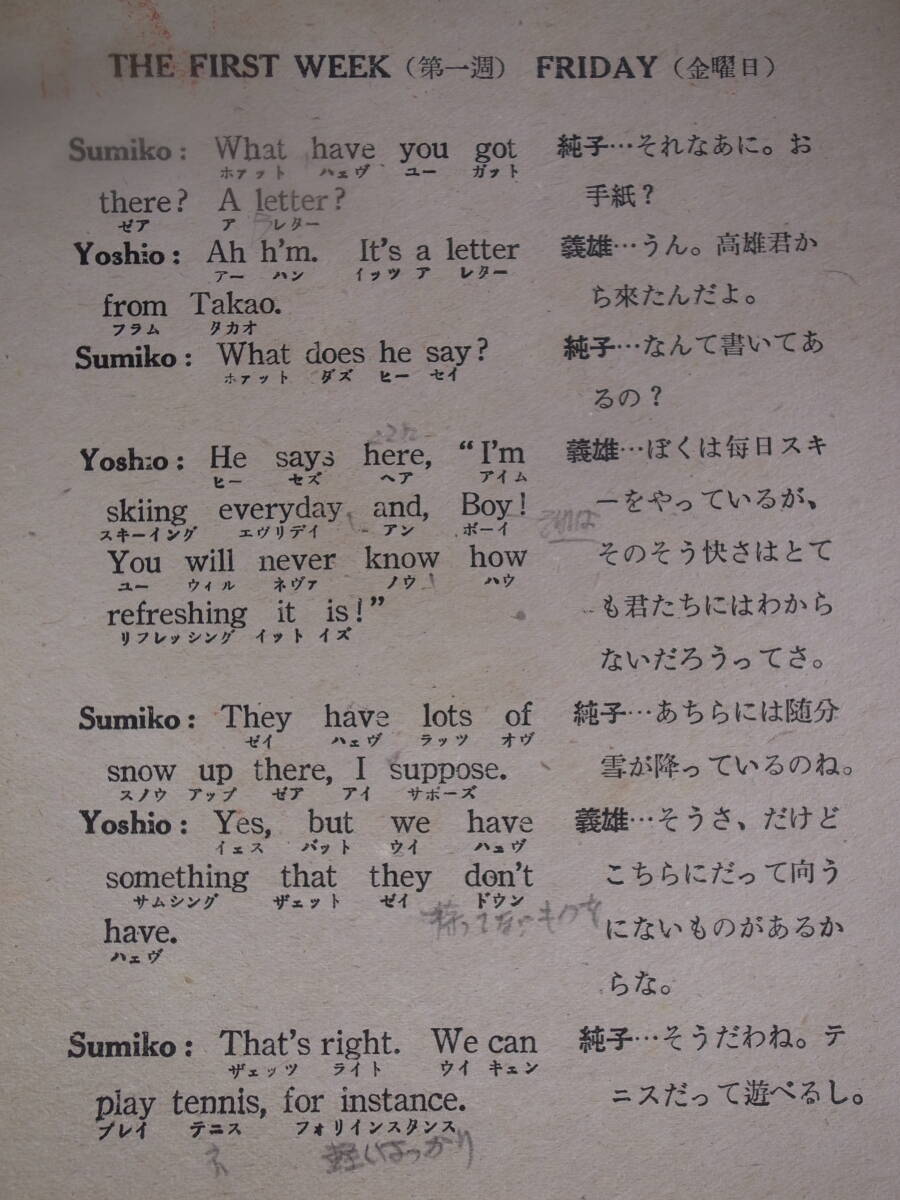 THE FIRST WEEK（第一週） FRIDAY（金曜日）
Sumiko: What have you got
ホァット ハェヴ ユー ガット
there? A letter?
ゼア ア レター
Yoshio: Ah h'm. It's a letter
アー ハン イッツ ア レター
from Takao.
フラム タカオ
Sumiko: What does he say?
ホァット ダズ ヒー セイ
Yoshio: He says here, "I'm
ヒー セズ ヘア アイム
skiing everyday and, Boy!
スキーイング エヴリデイ アン ボーイ
You will never know how
ユー ウィル ネヴァ ノウ ハウ
refreshing it is!"
リフレッシング イット イズ
Sumiko: They have lots of
ゼイ ハェヴ ラッツ オヴ
snow up there, I suppose.
スノウ アップ ゼア アイ サポーズ
Yoshio: Yes, but we have
イェス バット ウイ ハェヴ
something that they don't
サムシング ザェット ゼイ ドウン
have.
ハェヴ
Sumiko: That's right. We can
ザェッツ ライト ウイ キェン
play tennis, for instance.
プレイ テニス フォリインスタンス
純子…それなあに。お
手紙？
義雄…うん。高雄君か
ら來たんだよ。
純子…なんて書いてあ
るの？
義雄…ぼくは毎日スキ
ーをやっているが、
そのそう快さはとて
も君たちにはわから
ないだろうってさ。
純子…あちらには随分
雪が降っているのね。
義雄…そうさ、だけど
こちらにだって向う
にないものがあるか
らな。
純子…そうだわね。テ
ニスだって遊べるし。
それは
持ってないものを
ネ